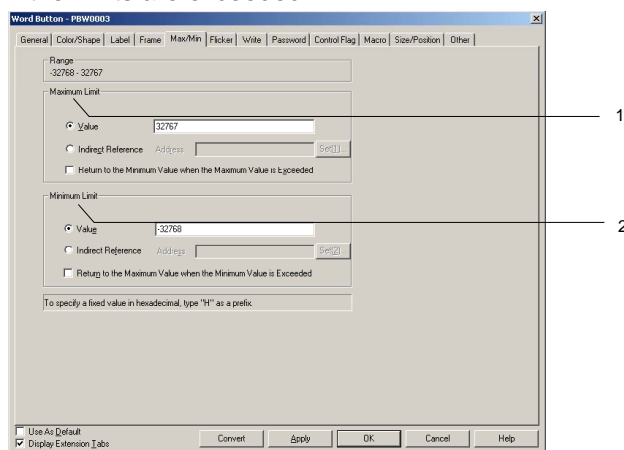 Word Button - PBW0003
General Color/Shape Label Frame Max/Min Flicker Write Password Control Flag Macro Size/Position Other
Range
-32768 - 32767
Maximum Limit
1
Value 32767
Indirect Reference Address Set[1]...
Return to the Minimum Value when the Maximum Value is Exceeded
Minimum Limit
2
Value -32768
Indirect Reference Address Set[2]...
Return to the Maximum Value when the Minimum Value is Exceeded
To specify a fixed value in hexadecimal, type "H" as a prefix.
Use As Default
Display Extension Tabs
Convert Apply OK Cancel Help